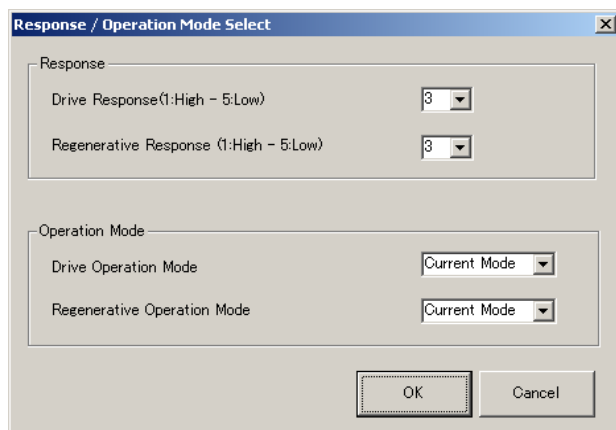 Response / Operation Mode Select
Response
Drive Response(1:High - 5:Low) 3
Regenerative Response (1:High - 5:Low) 3
Operation Mode
Drive Operation Mode Current Mode
Regenerative Operation Mode Current Mode
OK Cancel